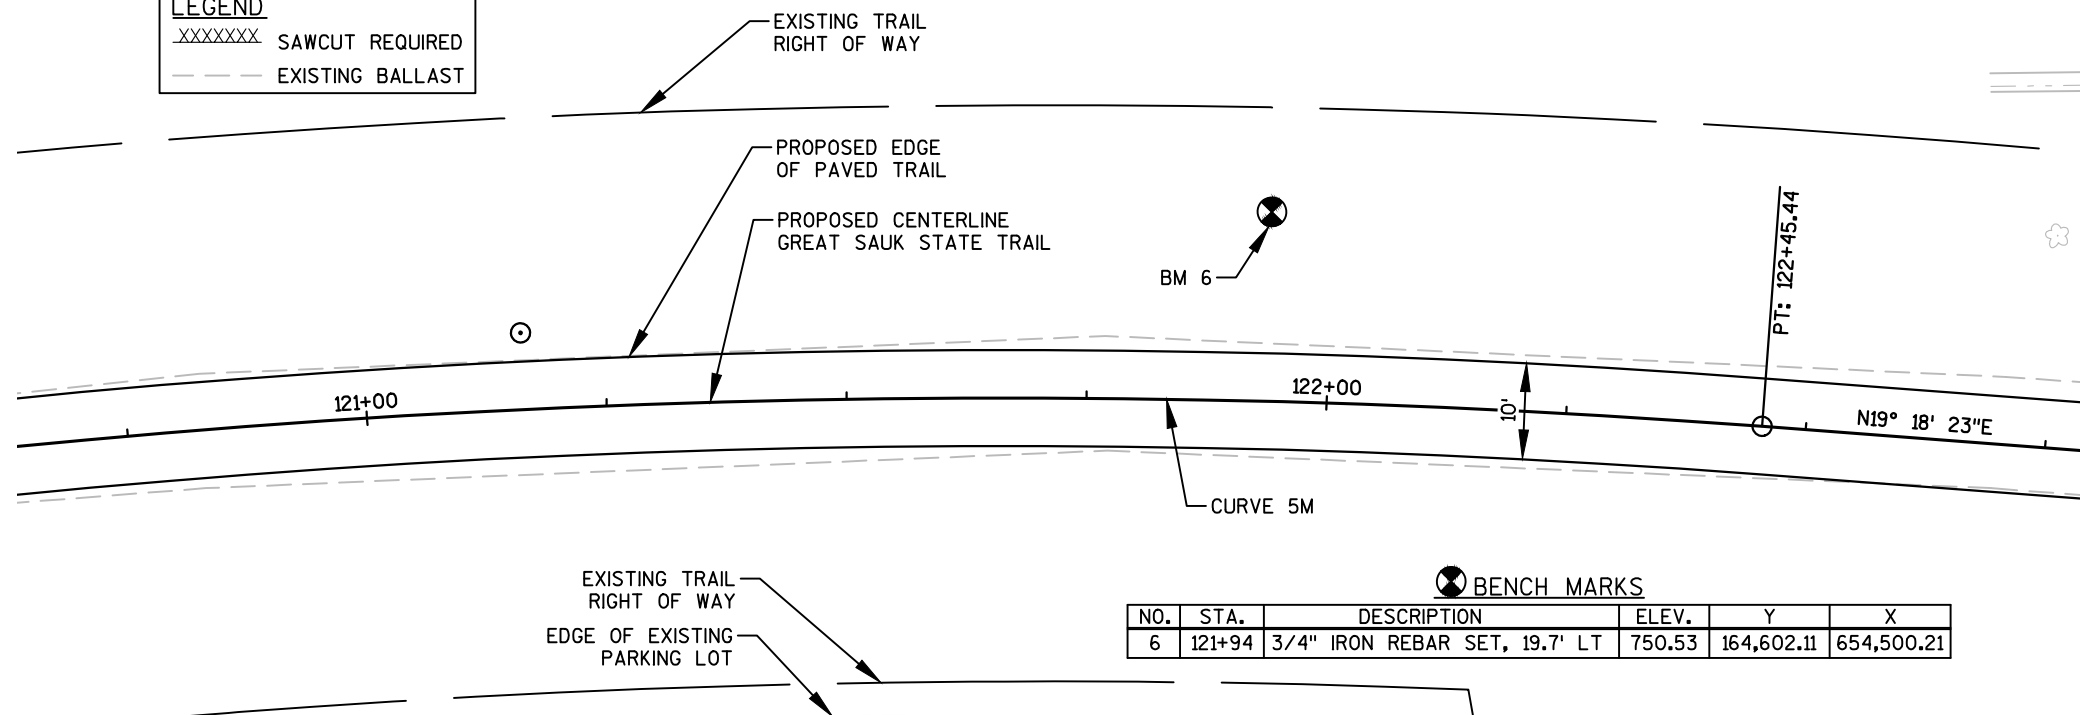 LEGEND
XXXXXXX SAWCUT REQUIRED
EXISTING BALLAST
EXISTING TRAIL
RIGHT OF WAY
PROPOSED EDGE
OF PAVED TRAIL
PROPOSED CENTERLINE
GREAT SAUK STATE TRAIL
BM 6
PT: 122+45.44
121+00
122+00
10'
N19° 18' 23"E
CURVE 5M
EXISTING TRAIL
RIGHT OF WAY
EDGE OF EXISTING
PARKING LOT
BENCH MARKS
NO. STA. DESCRIPTION ELEV. Y X
6 121+94 3/4" IRON REBAR SET, 19.7' LT 750.53 164,602.11 654,500.21